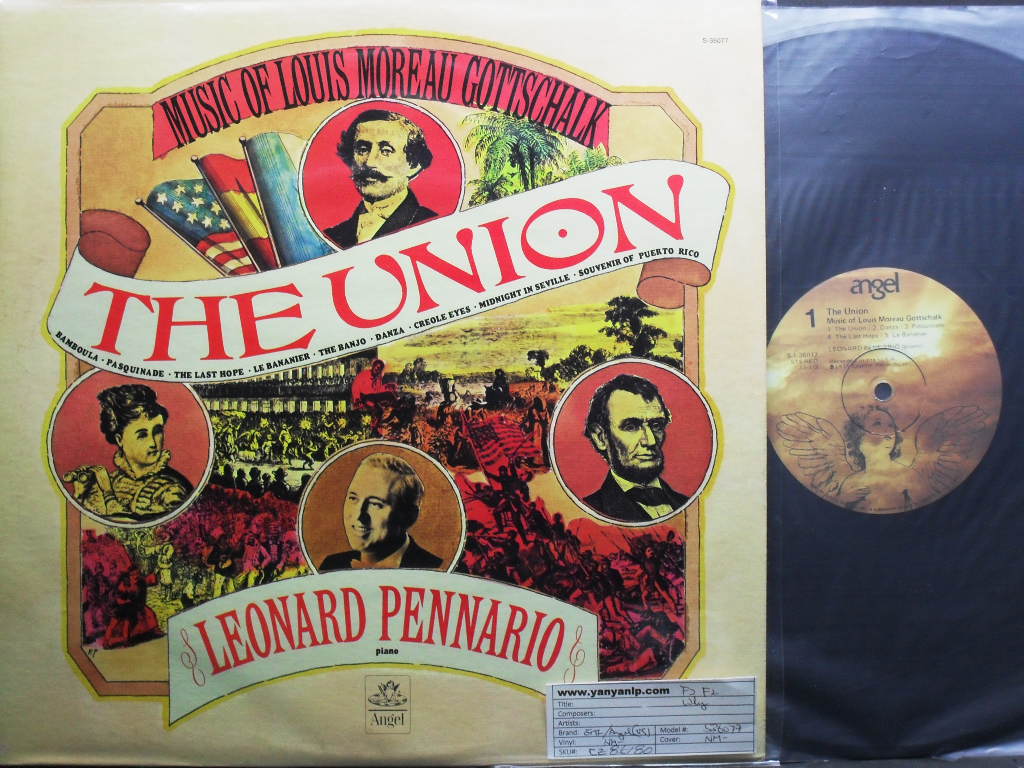 S-36077
MUSIC OF LOUIS MOREAU GOTTSCHALK
THE UNION
BAMBOULA · PASQUINADE · THE LAST HOPE · LE BANANIER · THE BANJO · DANZA · CREOLE EYES · MIDNIGHT IN SEVILLE · SOUVENIR OF PUERTO RICO
LEONARD PENNARIO
piano
Angel
www.yanyanlp.com
Title:
Composers:
Artists:
Brand: Model #:
Vinyl: NM- Cover: NM-
SKU#:
angel
1
The Union
Music of Louis Moreau Gottschalk
1. The Union / 2. Danza / 3. Pasquinade
4. The Last Hope / 5. Le Bananier
LEONARD PENNARIO